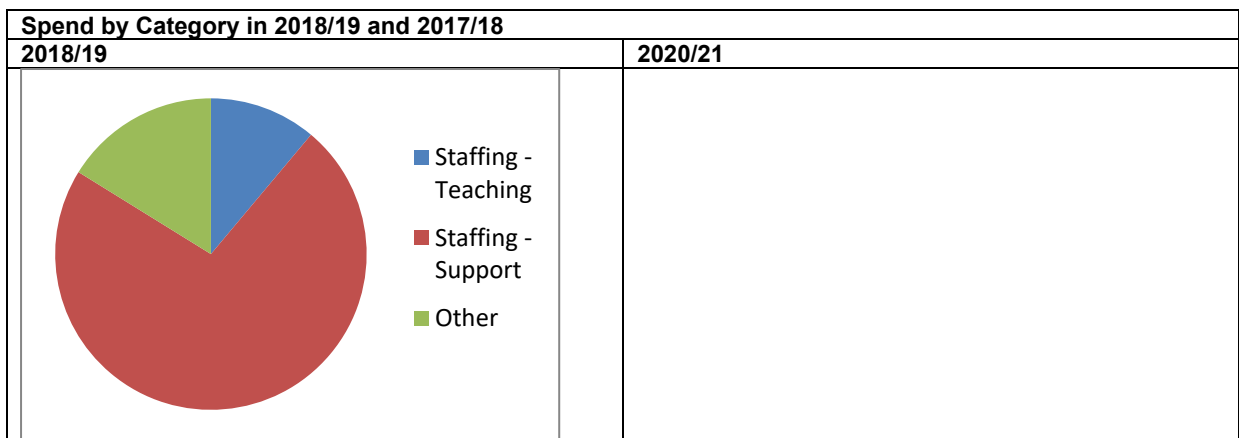 Spend by Category in 2018/19 and 2017/18
2018/19
2020/21
Staffing -
Teaching
Staffing -
Support
Other